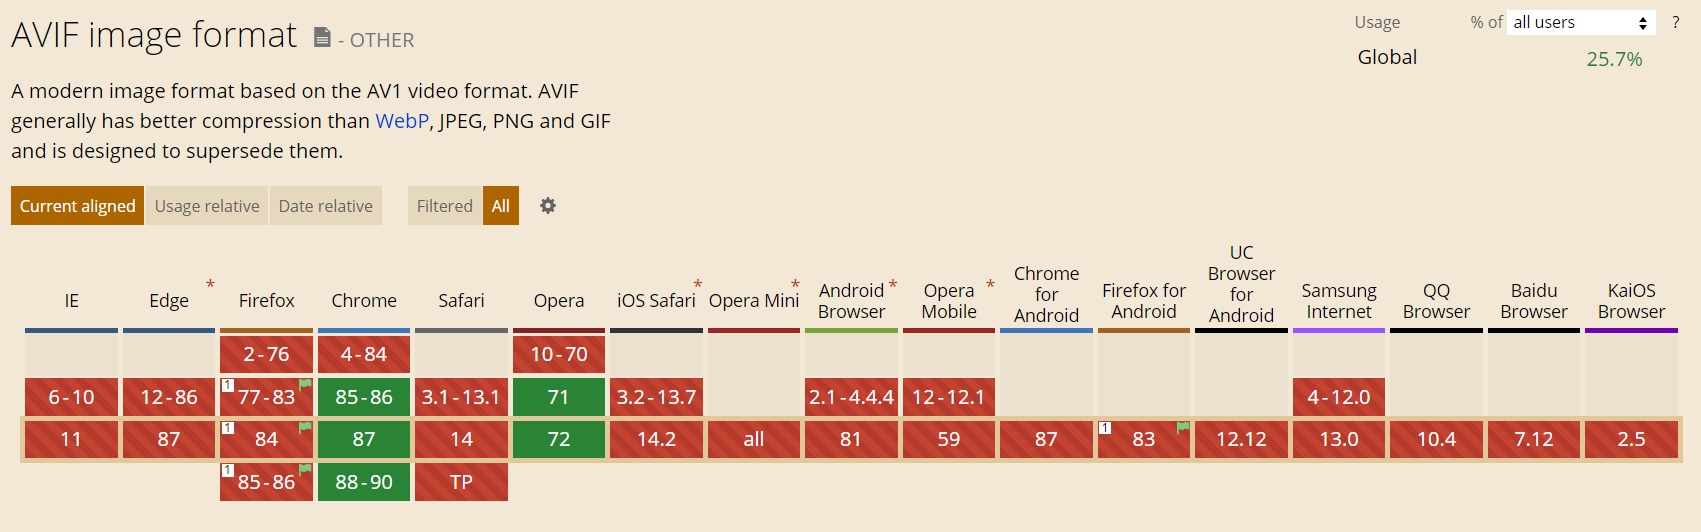 AVIF image format - OTHER
Usage % of all users ?
Global 25.7%
A modern image format based on the AV1 video format. AVIF
generally has better compression than WebP, JPEG, PNG and GIF
and is designed to supersede them.
Current aligned Usage relative Date relative Filtered All
IE Edge * Firefox Chrome Safari Opera iOS Safari * Opera Mini * Android Browser * Opera Mobile * Chrome for Android Firefox for Android UC Browser for Android Samsung Internet QQ Browser Baidu Browser KaiOS Browser
2-76 4-84 10-70
6-10 12-86 1 77-83 85-86 3.1-13.1 71 3.2-13.7 2.1-4.4.4 12-12.1 4-12.0
11 87 1 84 87 14 72 14.2 all 81 59 87 1 83 12.12 13.0 10.4 7.12 2.5
1 85-86 88-90 TP